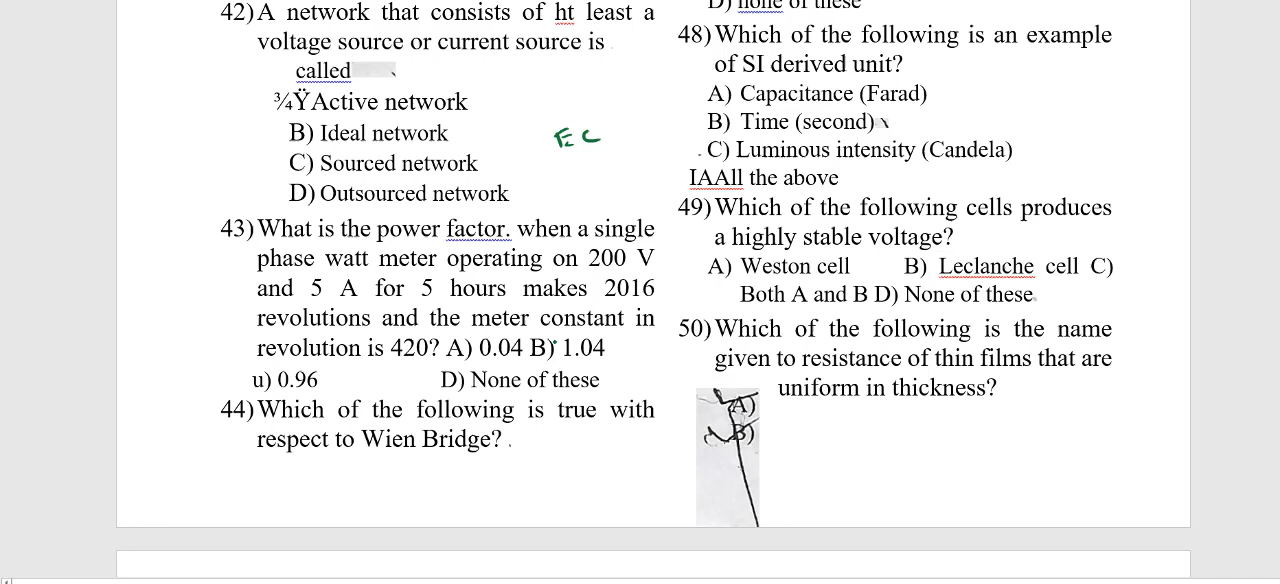 42) A network that consists of ht least a
voltage source or current source is
called
¾ŸActive network
B) Ideal network
C) Sourced network
D) Outsourced network
EC
43) What is the power factor. when a single
phase watt meter operating on 200 V
and 5 A for 5 hours makes 2016
revolutions and the meter constant in
revolution is 420? A) 0.04 B) 1.04
u) 0.96 D) None of these
44) Which of the following is true with
respect to Wien Bridge? .
D) none of these
48) Which of the following is an example
of SI derived unit?
A) Capacitance (Farad)
B) Time (second)
. C) Luminous intensity (Candela)
IAAll the above
49) Which of the following cells produces
a highly stable voltage?
A) Weston cell B) Leclanche cell C)
Both A and B D) None of these
50) Which of the following is the name
given to resistance of thin films that are
uniform in thickness?
A)
B)